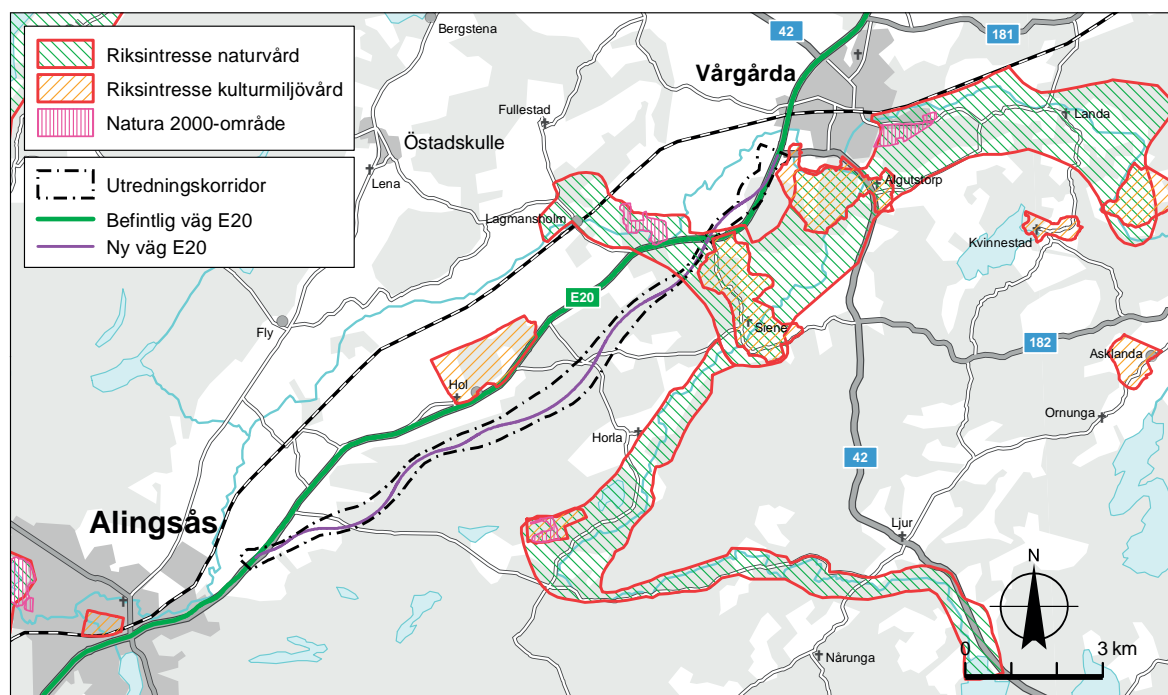 Riksintresse naturvård
Riksintresse kulturmiljövård
Natura 2000-område
Utredningskorridor
Befintlig väg E20
Ny väg E20
Bergstena
42
181
Vårgårda
Fullestad
Landa
Östadskulle
Lena
Algutstorp
Lagmansholm
Kvinnestad
E20
Fly
Siene
182
Asklanda
Hol
Ornunga
Horla
42
Alingsås
Ljur
N
Nårunga
0
3 km